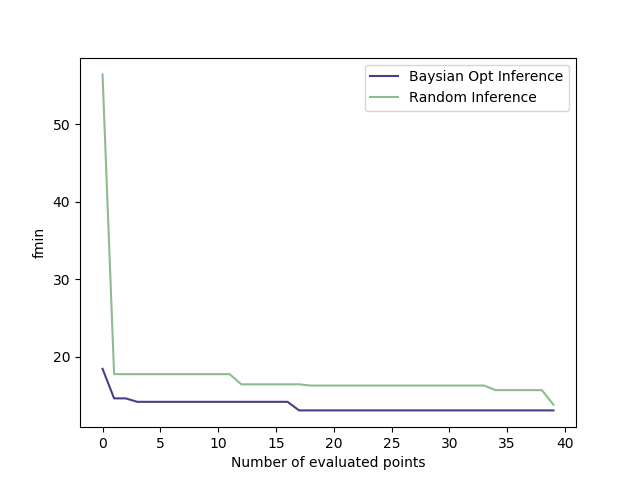 Baysian Opt Inference
Random Inference
50
40
30
20
fmin
0 5 10 15 20 25 30 35 40
Number of evaluated points